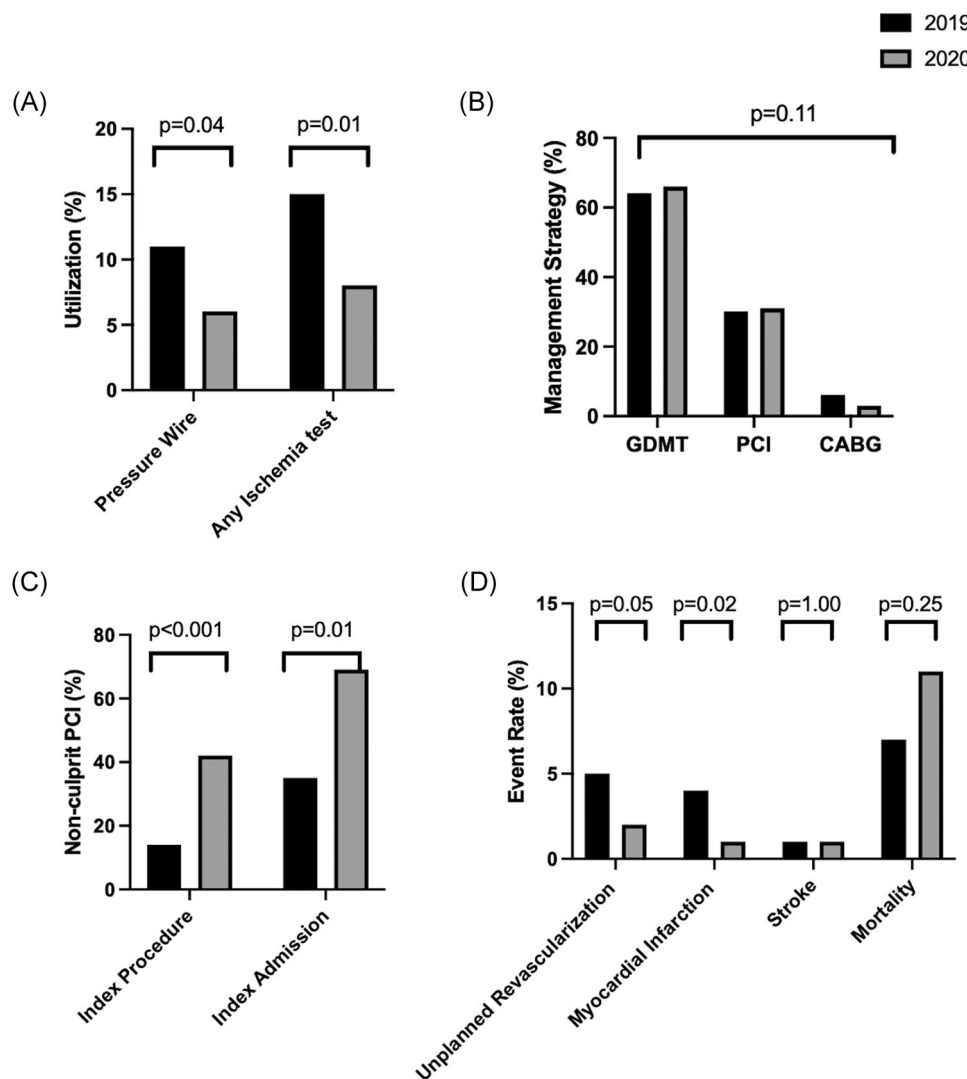 2019
2020
(A)
Utilization (%)
20
15
10
5
0
p=0.04
p=0.01
Pressure Wire
Any Ischemia test
(B)
Management Strategy (%)
80
60
40
20
0
p=0.11
GDMT
PCI
CABG
(C)
Non-culprit PCI (%)
80
60
40
20
0
p<0.001
p=0.01
Index Procedure
Index Admission
(D)
Event Rate (%)
15
10
5
0
p=0.05
p=0.02
p=1.00
p=0.25
Unplanned Revascularization
Myocardial Infarction
Stroke
Mortality